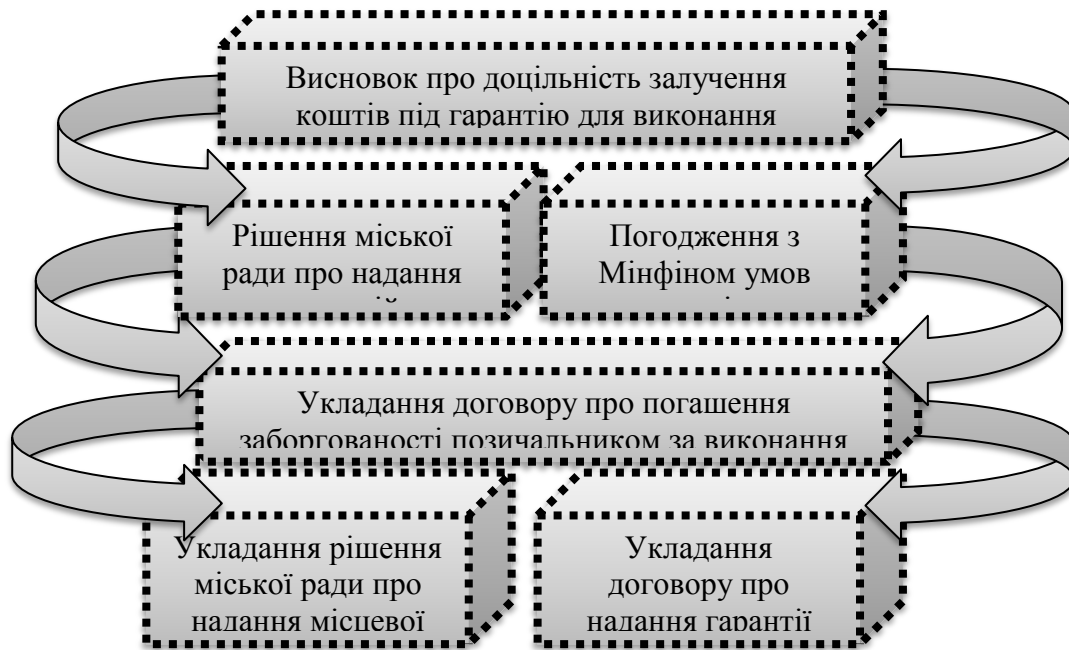 Висновок про доцільність залучення
коштів під гарантію для виконання
Рішення міської
ради про надання
Погодження з
Мінфіном умов
Укладання договору про погашення
заборгованості позичальником за виконання
Укладання рішення
міської ради про
надання місцевої
Укладання
договору про
надання гарантії